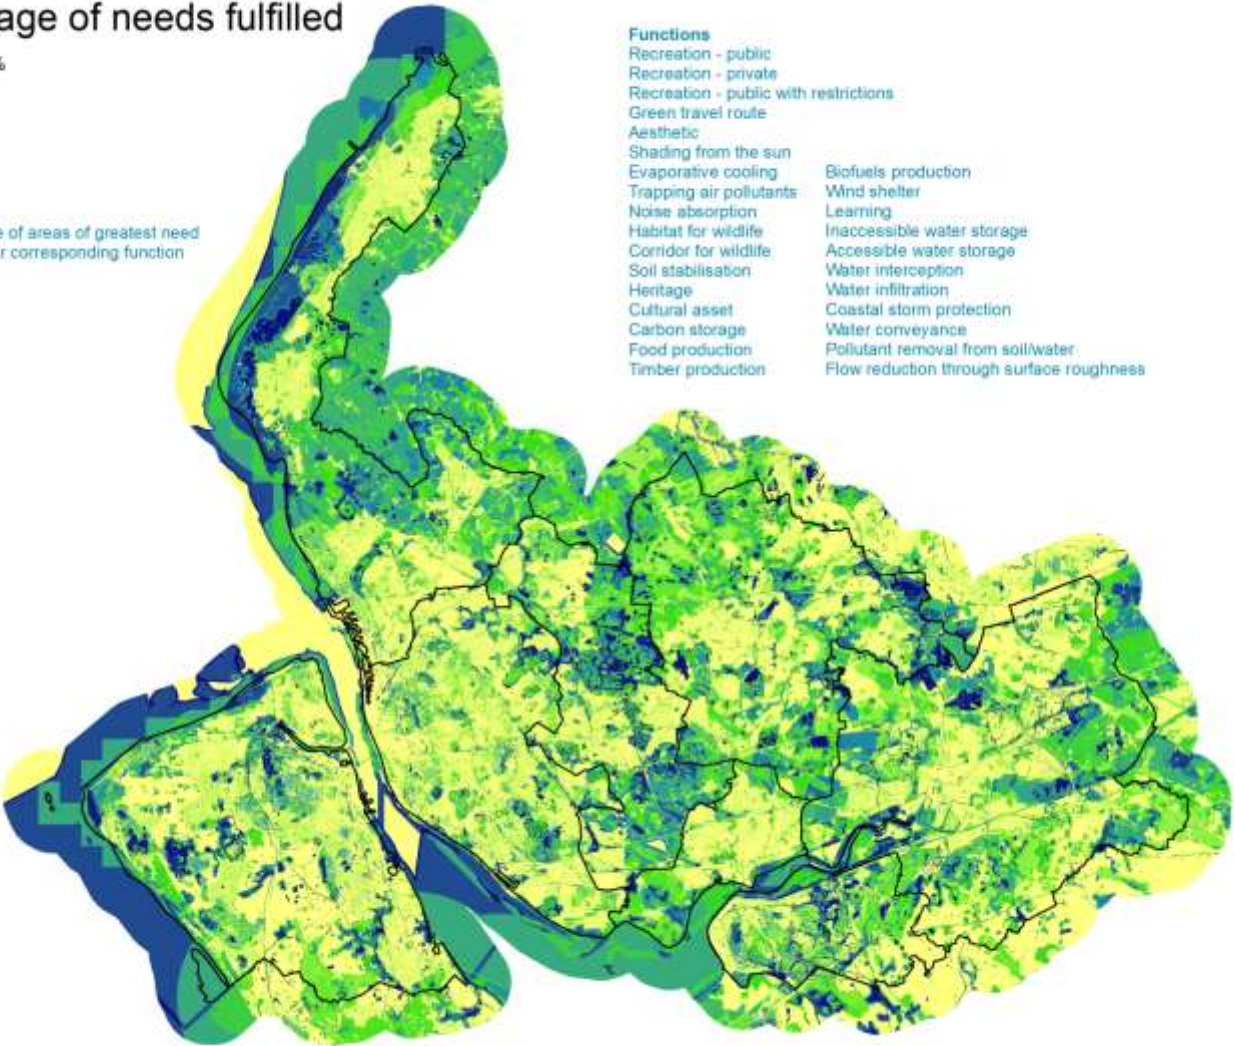 age of needs fulfilled
%
e of areas of greatest need
r corresponding function
Functions
Recreation - public
Recreation - private
Recreation - public with restrictions
Green travel route
Aesthetic
Shading from the sun
Evaporative cooling
Trapping air pollutants
Noise absorption
Habitat for wildlife
Corridor for wildlife
Soil stabilisation
Heritage
Cultural asset
Carbon storage
Food production
Timber production
Biofuels production
Wind shelter
Learning
Inaccessible water storage
Accessible water storage
Water interception
Water infiltration
Coastal storm protection
Water conveyance
Pollutant removal from soil/water
Flow reduction through surface roughness